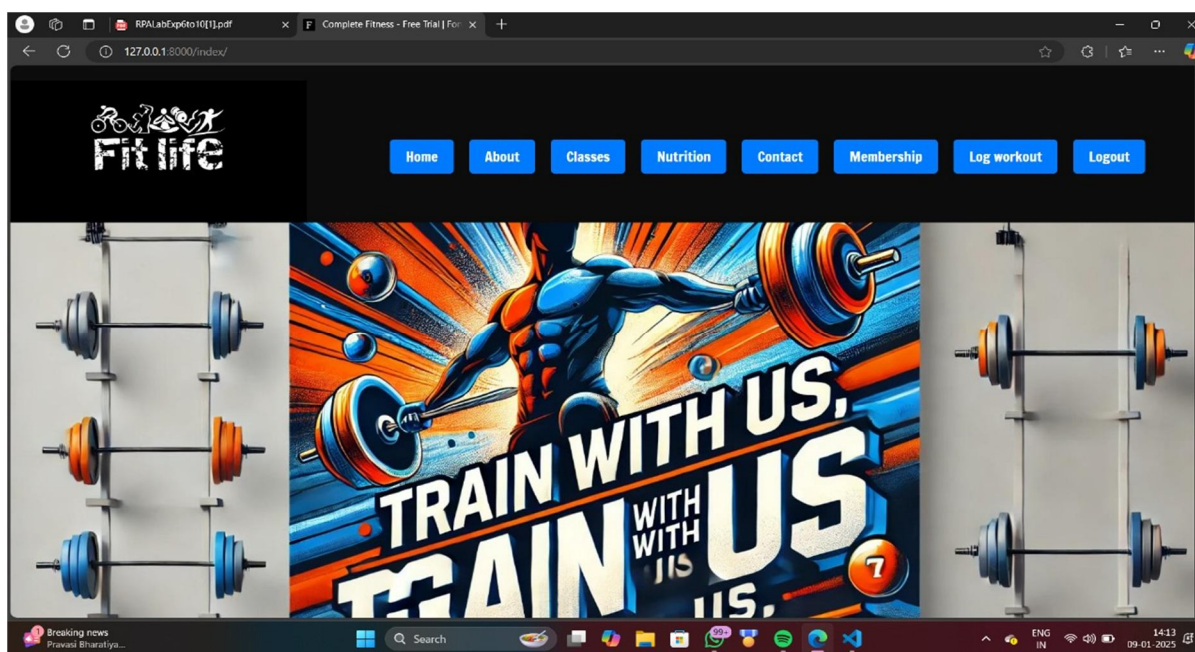 RPALabExp6to10[1].pdf
Complete Fitness - Free Trial | For
127.0.0.1:8000/index/
Fit life
Home
About
Classes
Nutrition
Contact
Membership
Log workout
Logout
TRAIN WITH US,
WITH US
WITH
US.
7
Breaking news
Pravasi Bharatiya...
Search
99+
ENG
IN
14:13
09-01-2025